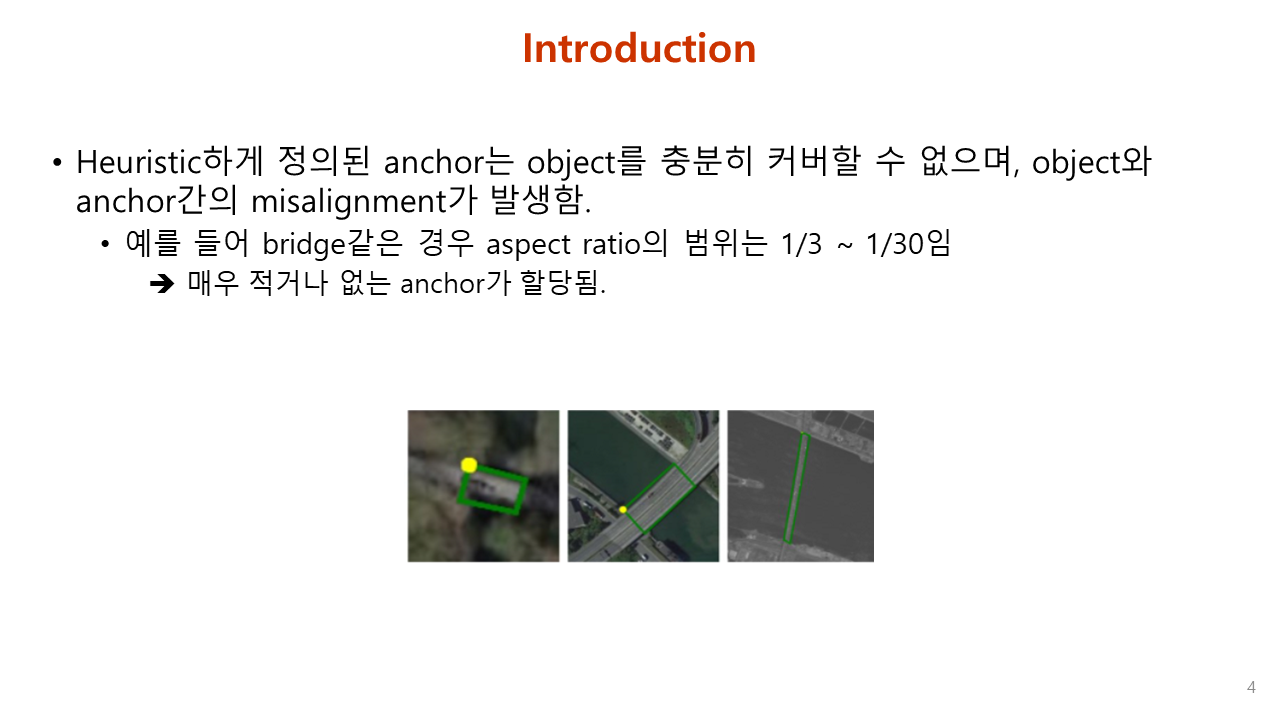 Introduction
• Heuristic하게 정의된 anchor는 object를 충분히 커버할 수 없으며, object와
anchor간의 misalignment가 발생함.
• 예를 들어 bridge같은 경우 aspect ratio의 범위는 1/3 ~ 1/30임
➔ 매우 적거나 없는 anchor가 할당됨.
4